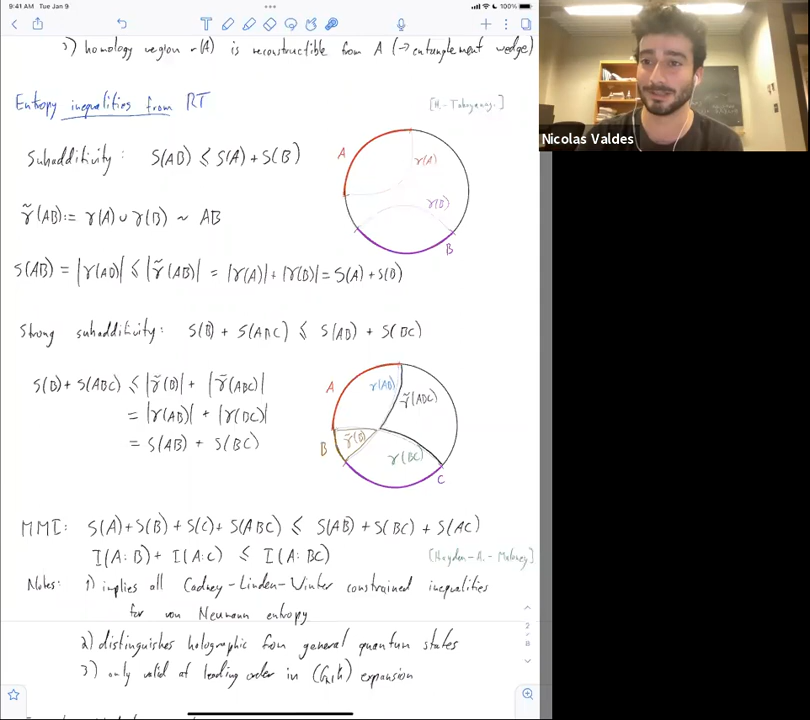 9:41 AM Tue Jan 9
100%
3) homology region r(A) is reconstructible from A (→ entanglement wedge)
Entropy inequalities from RT
[H.-Takayanagi]
Subadditivity: S(AB) ≤ S(A) + S(B)
A
r(A)
r(B)
B
γ̃(AB) := γ(A) ∪ γ(B) ~ AB
S(AB) = |γ(AB)| ≤ |γ̃(AB)| = |γ(A)| + |γ(B)| = S(A) + S(B)
Strong subadditivity: S(B) + S(ABC) ≤ S(AB) + S(BC)
S(B) + S(ABC) ≤ |γ̃(B)| + |γ̃(ABC)|
= |γ(AB)| + |γ(BC)|
= S(AB) + S(BC)
A
γ(AB)
γ̃(ABC)
B
γ̃(B)
γ(BC)
C
MMI: S(A) + S(B) + S(C) + S(ABC) ≤ S(AB) + S(BC) + S(AC)
I(A:B) + I(A:C) ≤ I(A:BC)
[Hayden-H.-Maloney]
Notes: 1) implies all Cadney-Linden-Winter constrained inequalities
for von Neumann entropy
2) distinguishes holographic from general quantum states
3) only valid at leading order in (G_N ħ) expansion
Nicolas Valdes